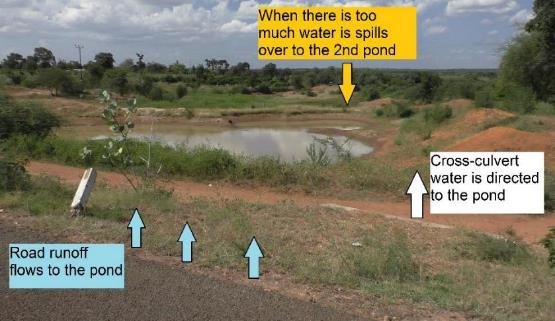 When there is too
much water is spills
over to the 2nd pond
Cross-culvert
water is directed
to the pond
Road runoff
flows to the pond